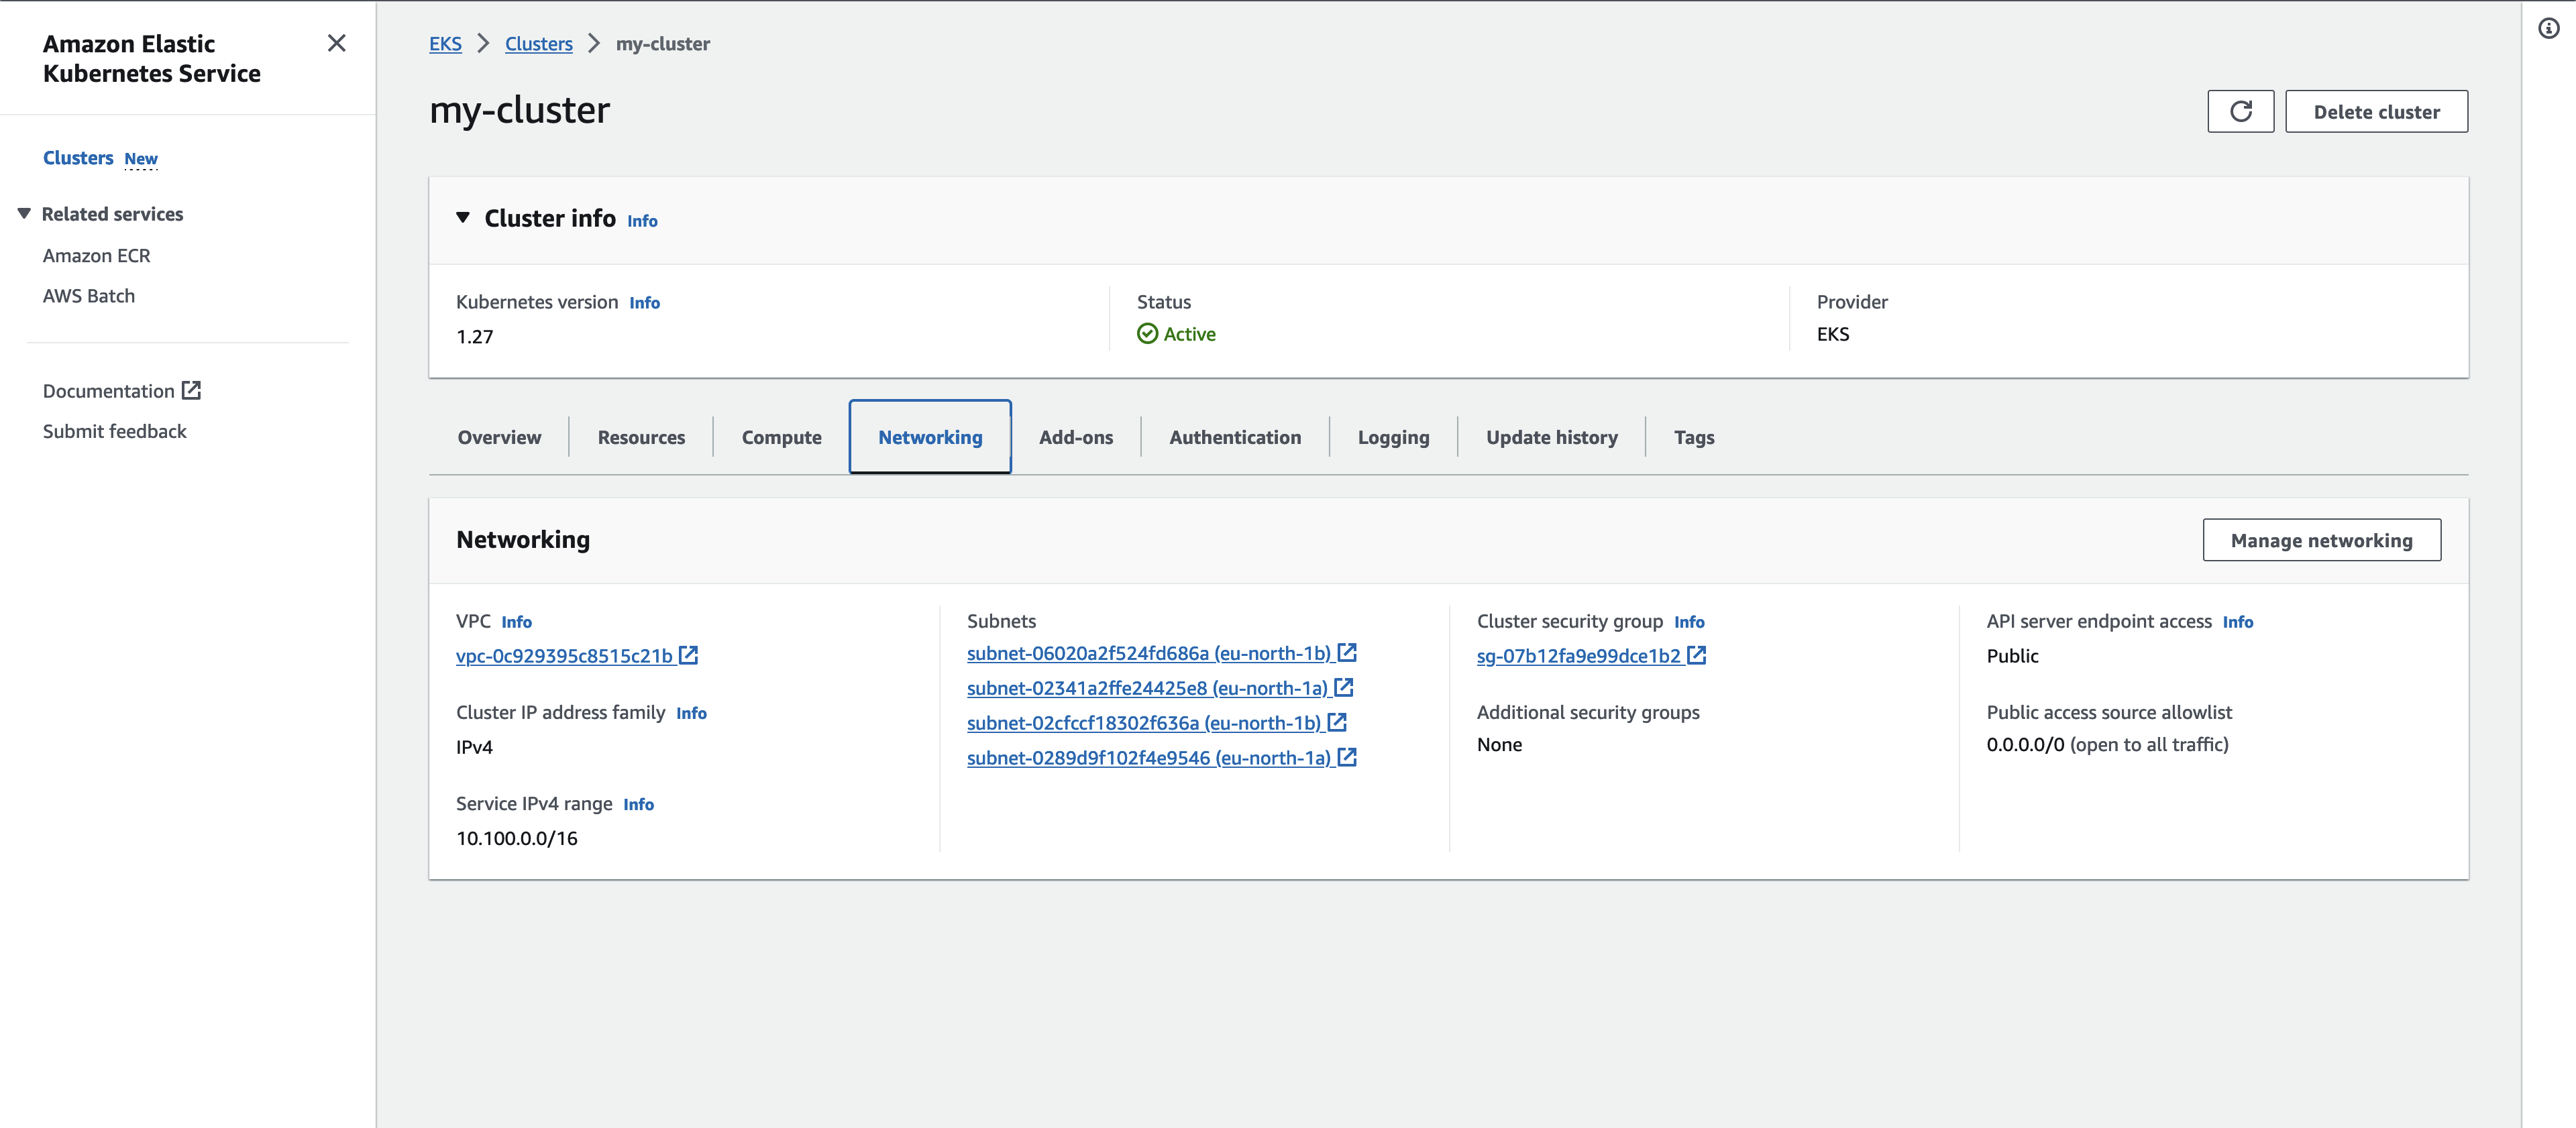 Amazon Elastic
Kubernetes Service
Clusters New
Related services
Amazon ECR
AWS Batch
Documentation
Submit feedback
EKS > Clusters > my-cluster
my-cluster
Delete cluster
Cluster info Info
Kubernetes version Info
1.27
Status
Active
Provider
EKS
Overview
Resources
Compute
Networking
Add-ons
Authentication
Logging
Update history
Tags
Networking
Manage networking
VPC Info
vpc-0c929395c8515c21b
Cluster IP address family Info
IPv4
Service IPv4 range Info
10.100.0.0/16
Subnets
subnet-06020a2f524fd686a (eu-north-1b)
subnet-02341a2ffe24425e8 (eu-north-1a)
subnet-02cfccf18302f636a (eu-north-1b)
subnet-0289d9f102f4e9546 (eu-north-1a)
Cluster security group Info
sg-07b12fa9e99dce1b2
Additional security groups
None
API server endpoint access Info
Public
Public access source allowlist
0.0.0.0/0 (open to all traffic)